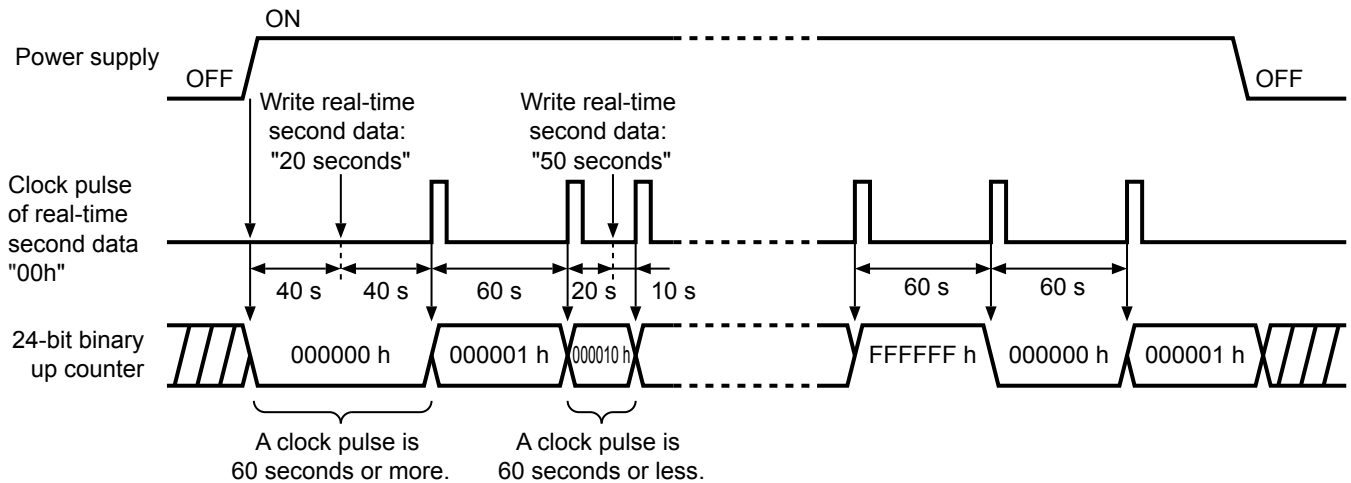 ON
Power supply
OFF
OFF
Write real-time
second data:
"20 seconds"
Write real-time
second data:
"50 seconds"
Clock pulse
of real-time
second data
"00h"
40 s
40 s
60 s
20 s
10 s
60 s
60 s
24-bit binary
up counter
000000 h
000001 h
000010 h
FFFFFF h
000000 h
000001 h
A clock pulse is
60 seconds or more.
A clock pulse is
60 seconds or less.